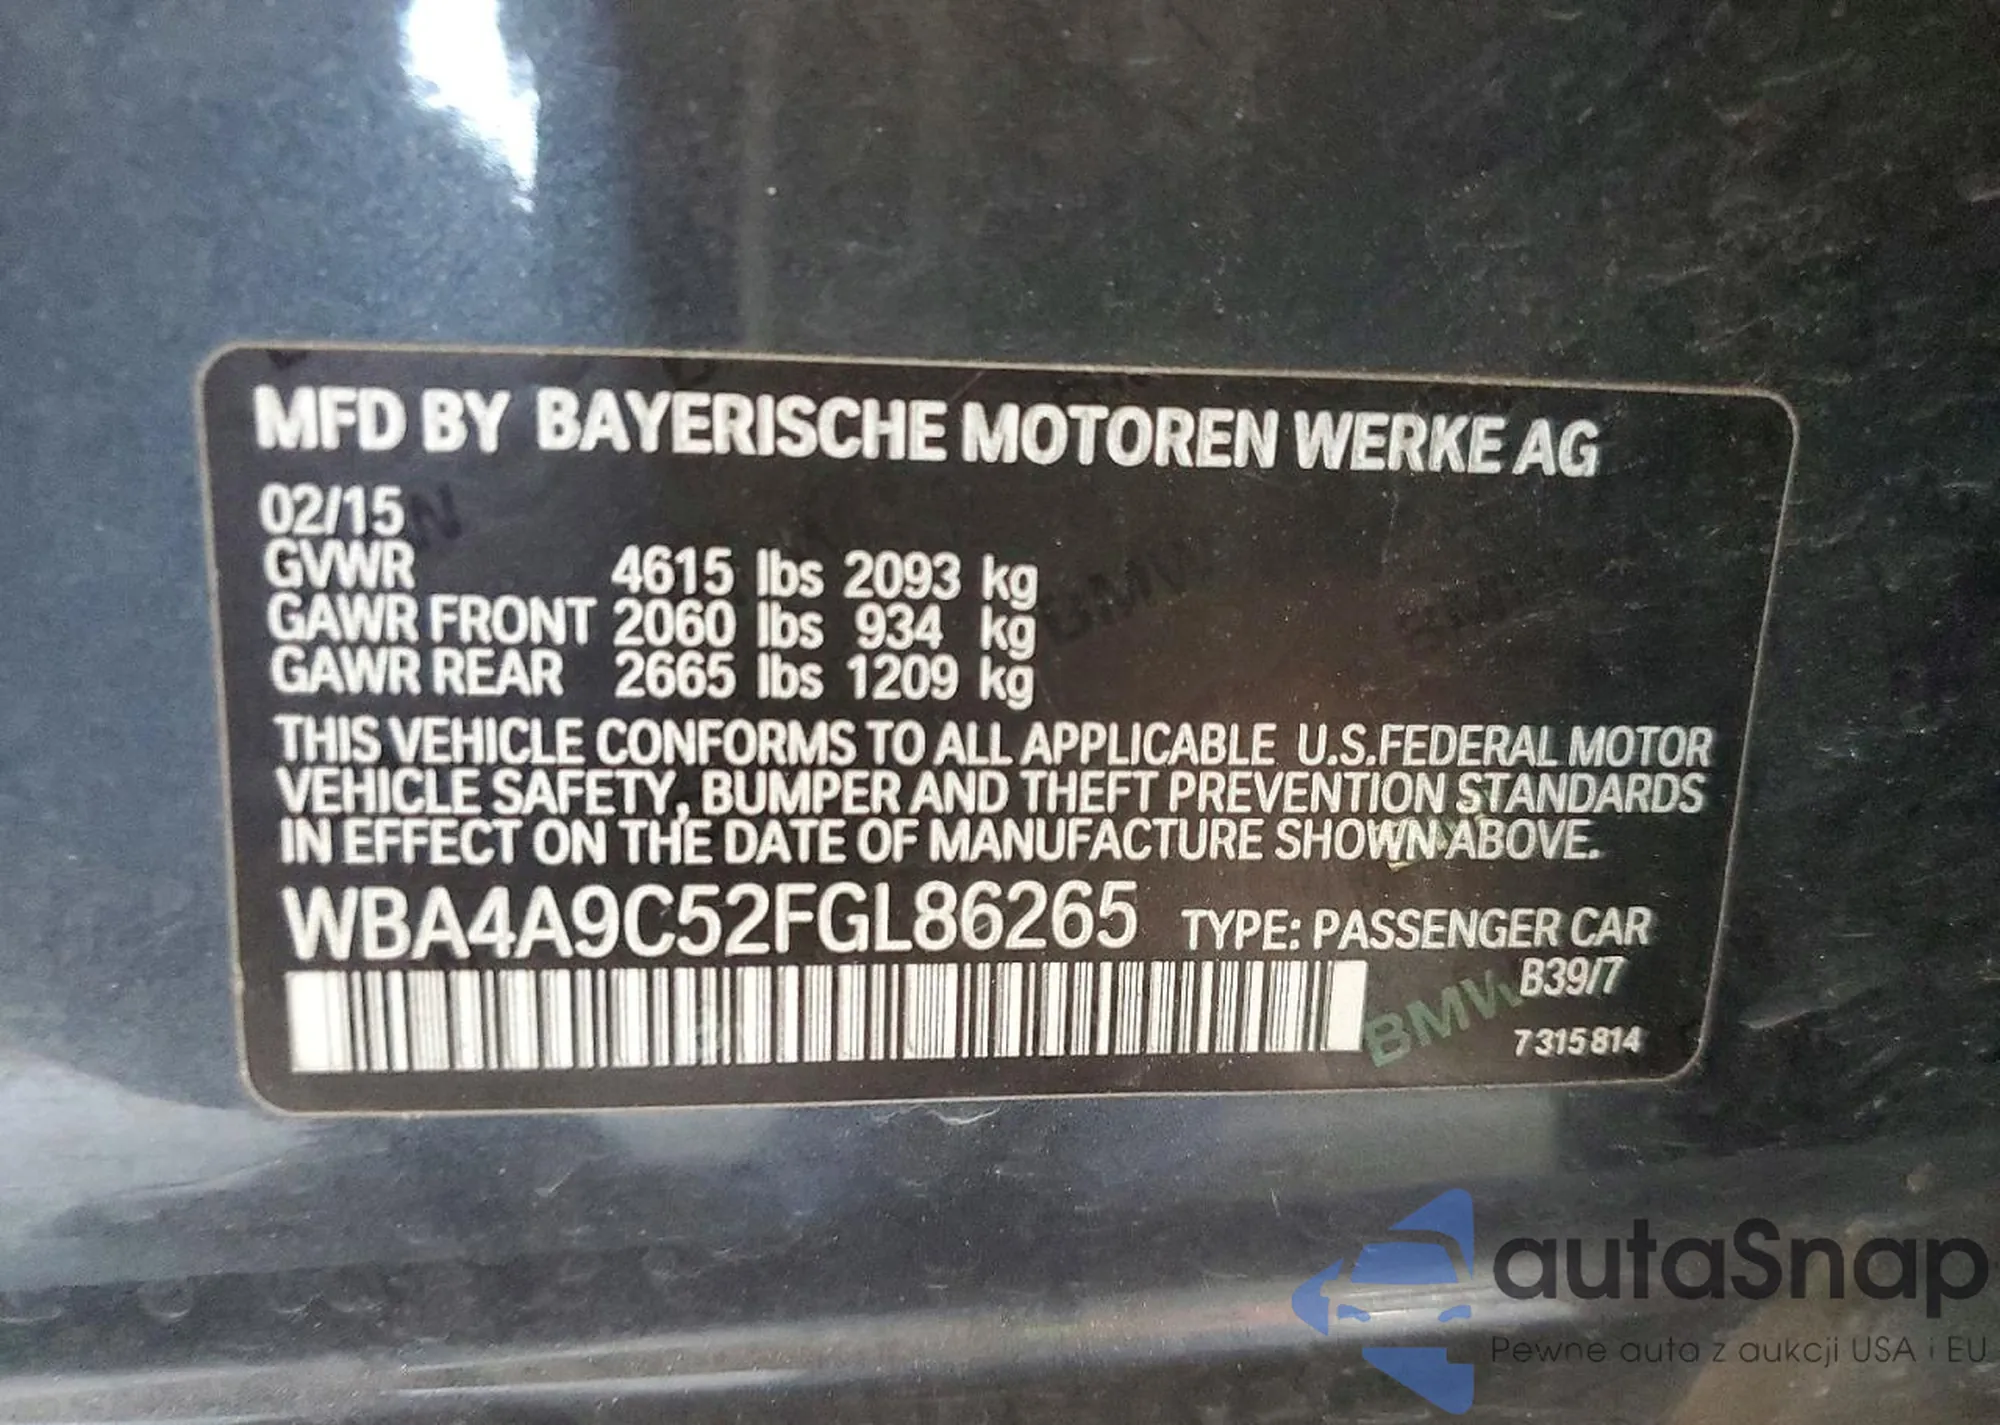 MFD BY BAYERISCHE MOTOREN WERKE AG
02/15
GVWR 4615 lbs 2093 kg
GAWR FRONT 2060 lbs 934 kg
GAWR REAR 2665 lbs 1209 kg
THIS VEHICLE CONFORMS TO ALL APPLICABLE U.S.FEDERAL MOTOR
VEHICLE SAFETY, BUMPER AND THEFT PREVENTION STANDARDS
IN EFFECT ON THE DATE OF MANUFACTURE SHOWN ABOVE.
WBA4A9C52FGL86265 TYPE: PASSENGER CAR
B39/7
BMW
7 315 814
autaSnap
Pewne auta z aukcji USA i EU